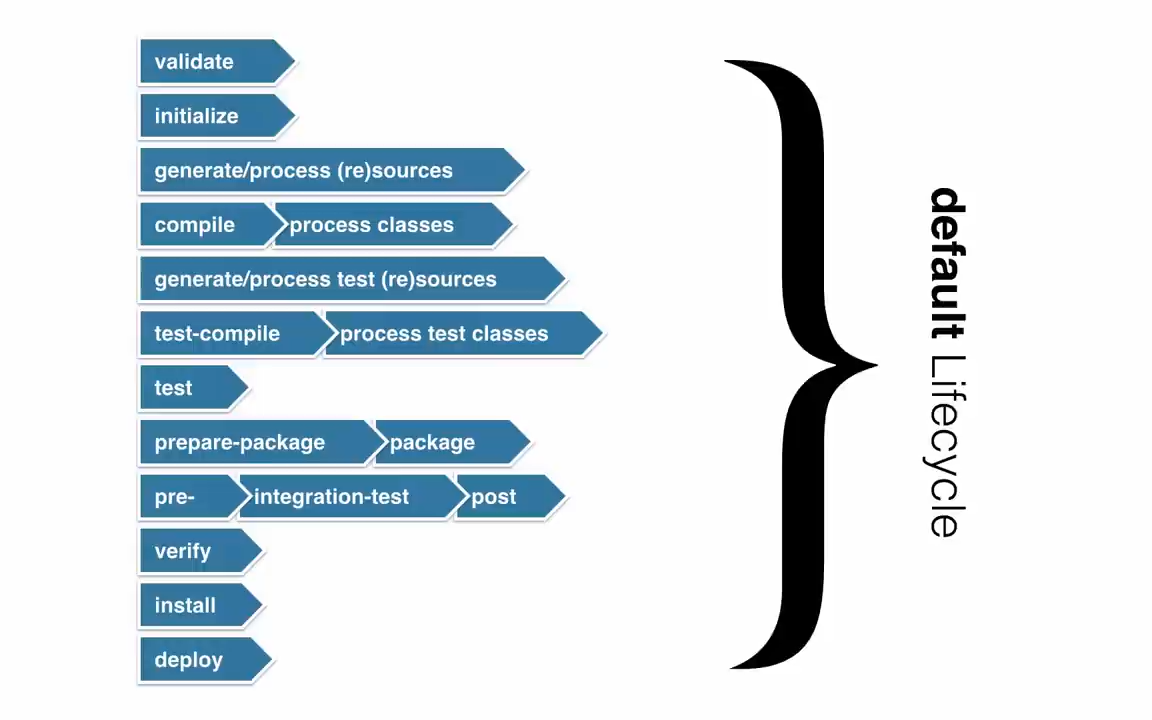 validate
initialize
generate/process (re)sources
compile process classes
generate/process test (re)sources
test-compile process test classes
test
prepare-package package
pre- integration-test post
verify
install
deploy
default Lifecycle